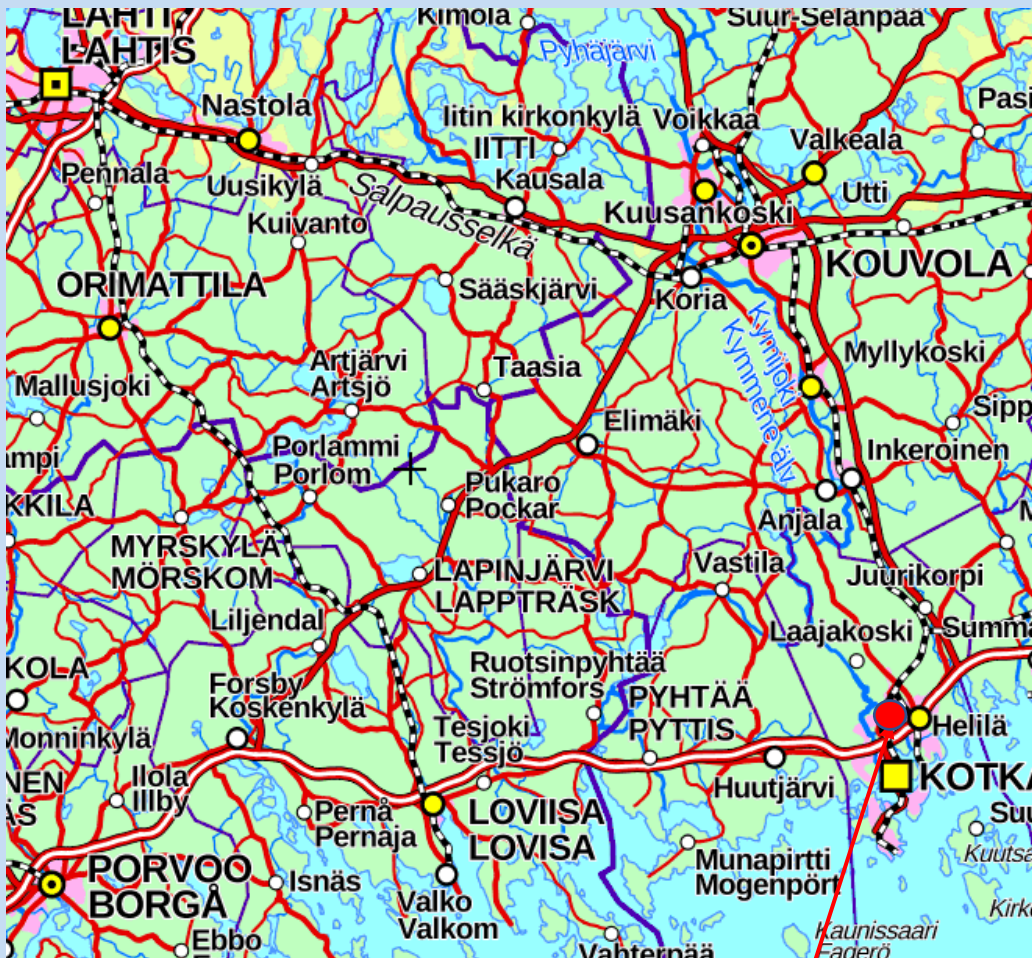 LAHTI
LAHTIS
Kimola
Suur-Selänpää
Pyhäjärvi
Nastola
Iitin kirkonkylä
IITTI
Voikkaa
Valkeala
Pennala
Uusikylä
Kausala
Utti
Salpausselkä
Kuivanto
Kuusankoski
KOUVOLA
ORIMATTILA
Sääskjärvi
Koria
Kymijoki
Kymmene älv
Artjärvi
Artsjö
Taasia
Myllykoski
Mallusjoki
Elimäki
Porlammi
Porlom
Inkeroinen
Pukaro
Pockar
Anjala
MYRSKYLÄ
MÖRSKOM
LAPINJÄRVI
LAPPTRÄSK
Vastila
Juurikorpi
Liljendal
Laajakoski
Ruotsinpyhtää
Strömfors
Forsby
Koskenkylä
PYHTÄÄ
PYTTIS
Monninkylä
Tesjoki
Tessjö
Helilä
Ilola
Illby
Pernå
Pernaja
LOVIISA
LOVISA
Huutjärvi
KOTKA
PORVOO
BORGÅ
Isnäs
Valko
Valkom
Munapirtti
Mogenpört
Ebbo
Vahterpää
Kaunissaari
Fagerö